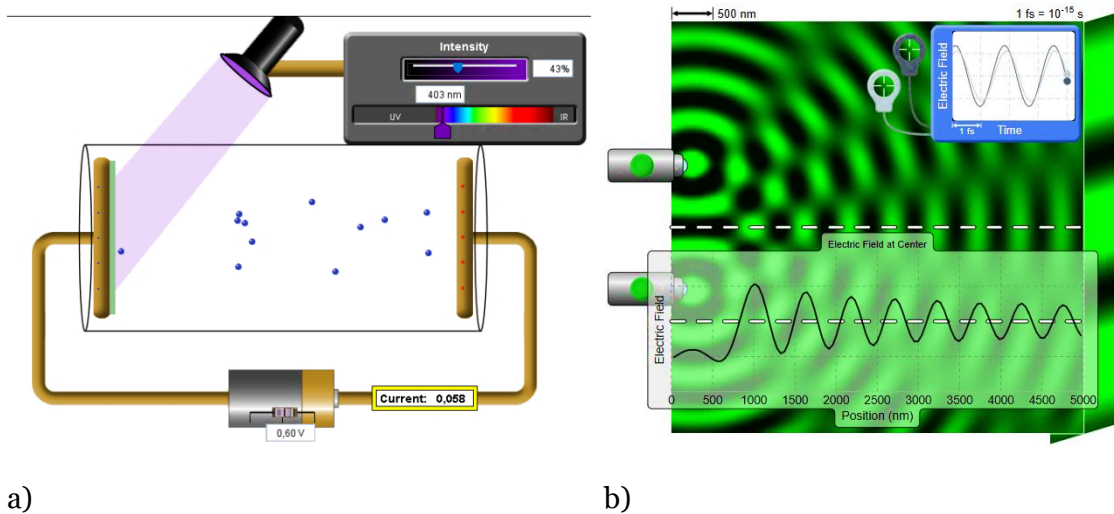 Intensity
43%
403 nm
UV
IR
Current: 0,058
0,60 V
a)
500 nm
1 fs = 10⁻¹⁵ s
Electric Field
1 fs
Time
Electric Field at Center
Electric Field
0 500 1000 1500 2000 2500 3000 3500 4000 4500 5000
Position (nm)
b)